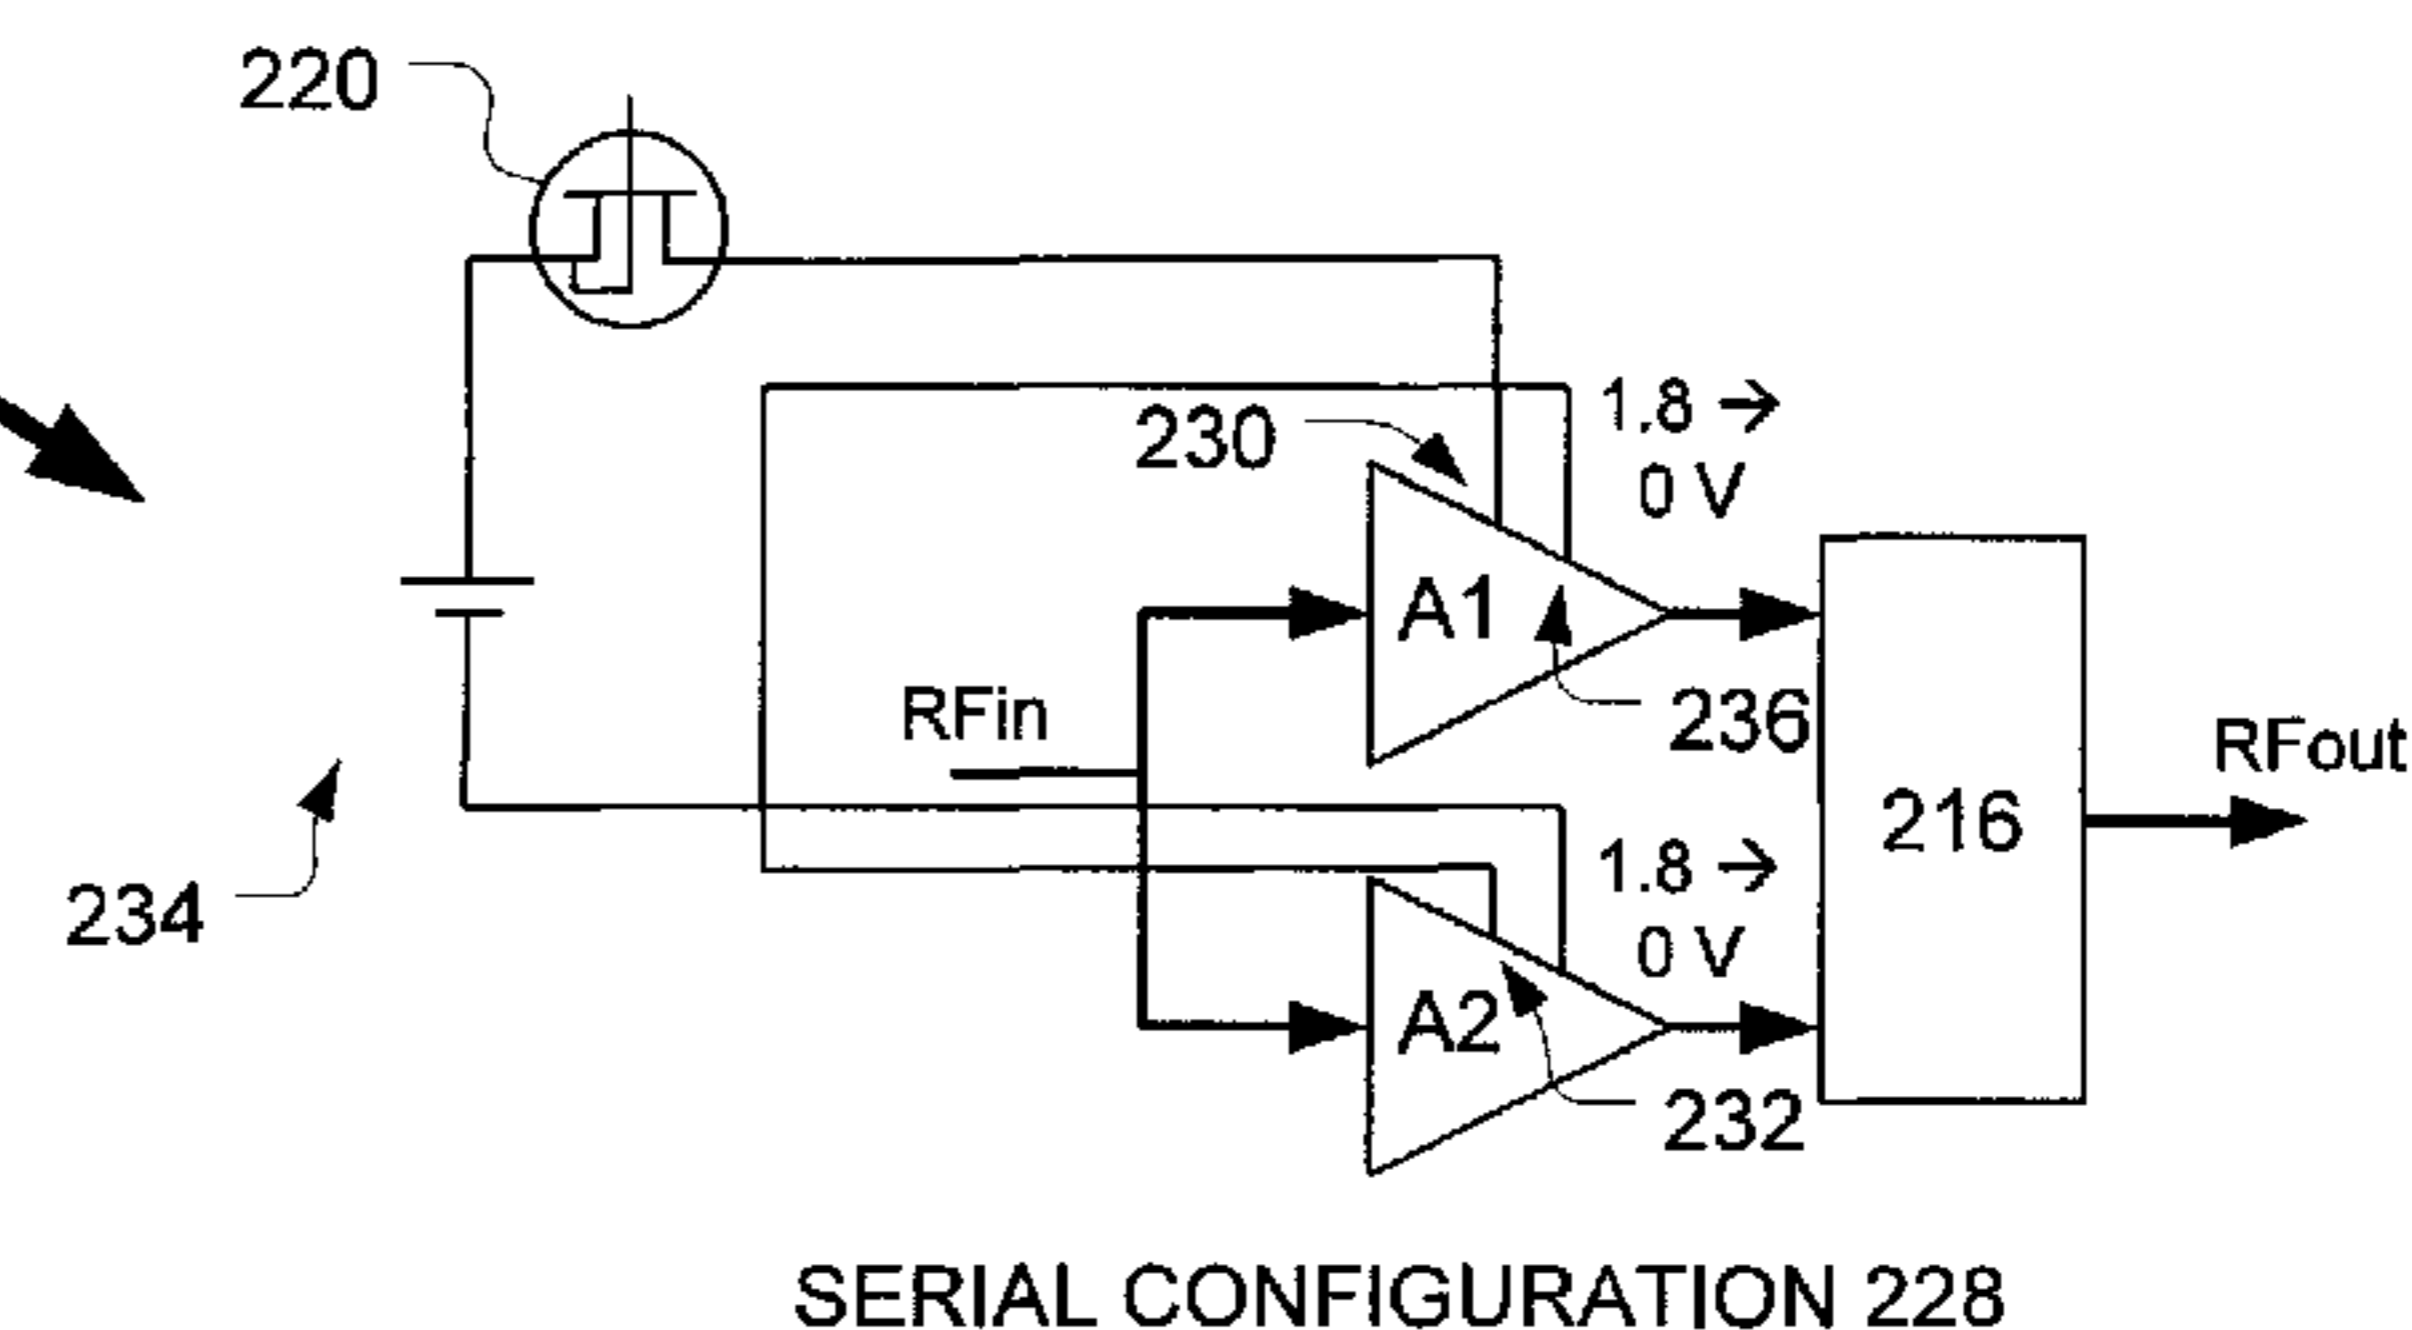 220
230
1.8 →
0 V
A1
236
RFin
RFout
216
1.8 →
0 V
234
A2
232
SERIAL CONFIGURATION 228